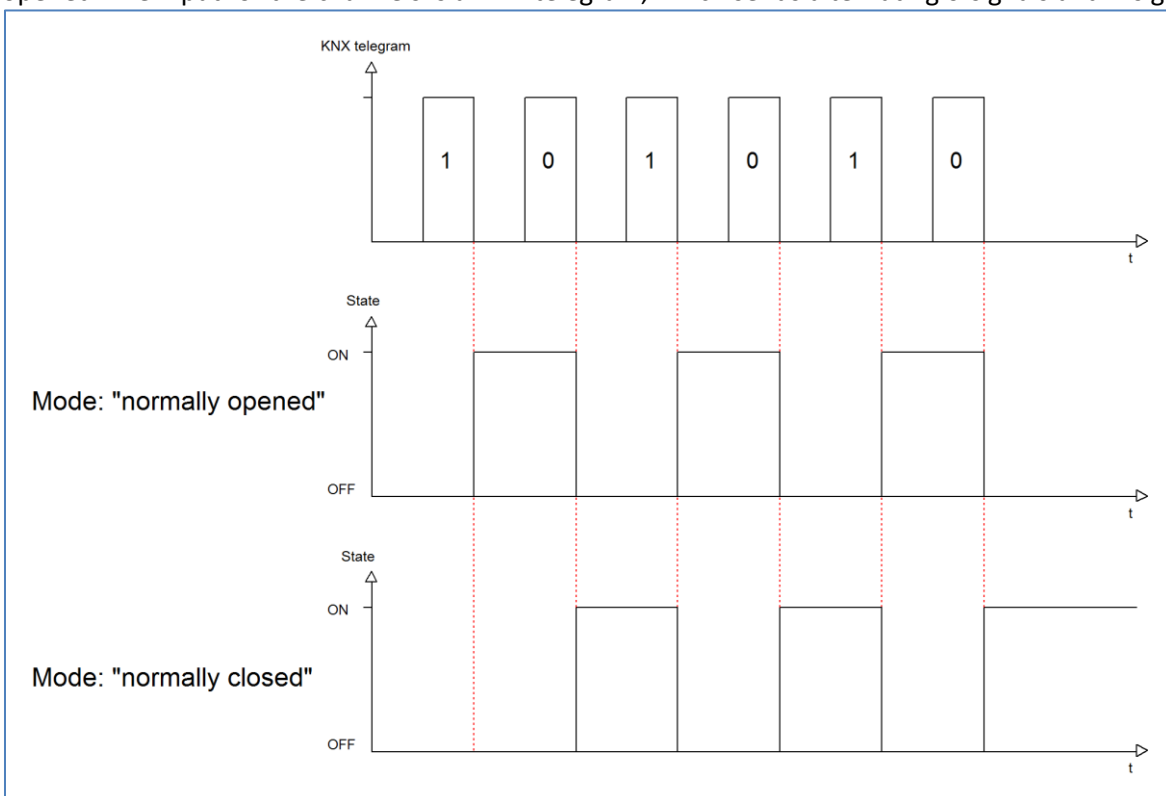 KNX telegram
1 0 1 0 1 0
t
State
ON
Mode: "normally opened"
OFF
t
State
ON
Mode: "normally closed"
OFF
t